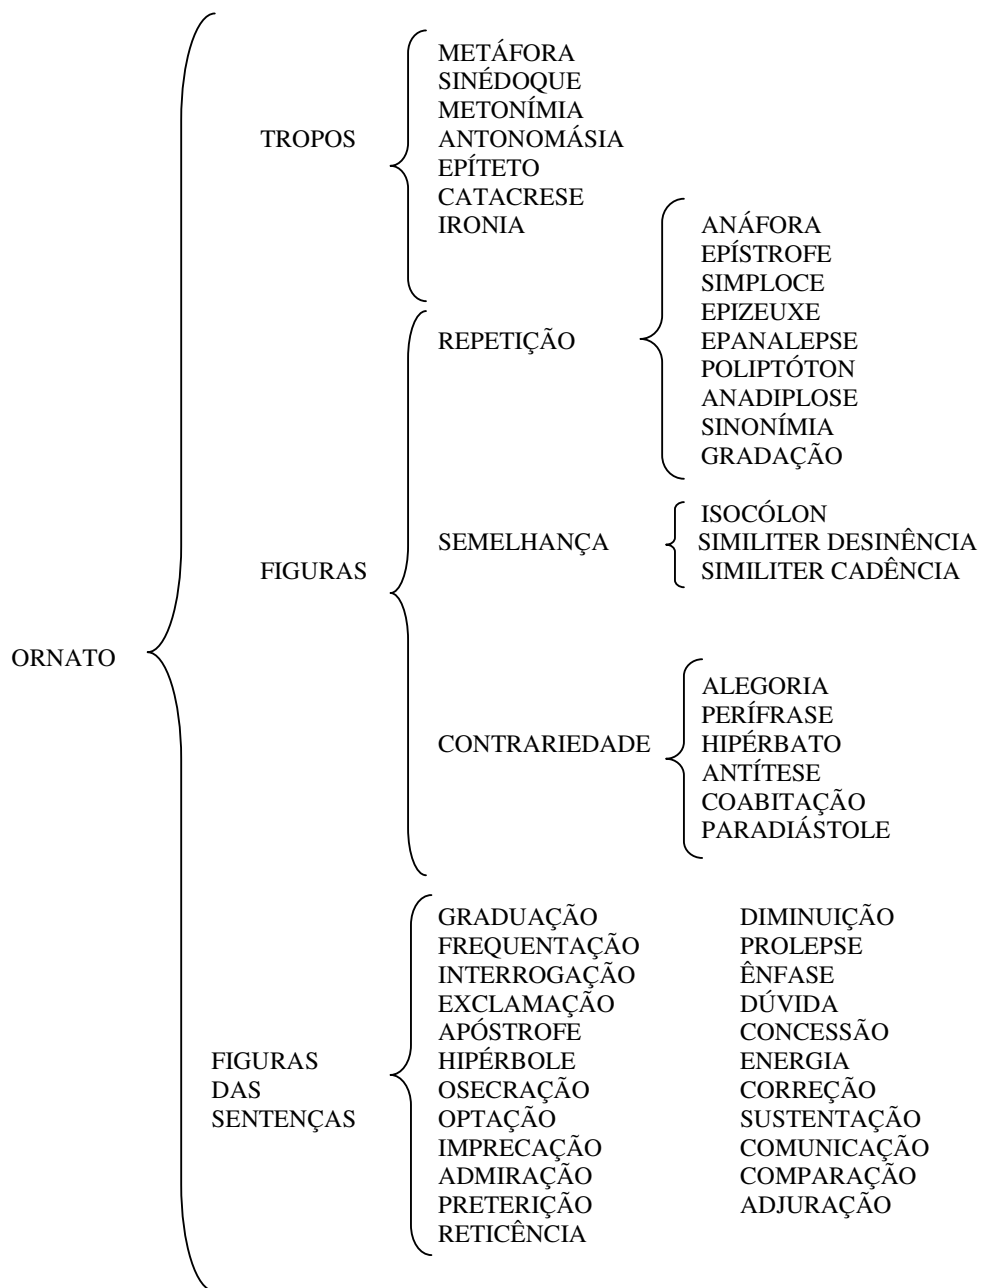 ORNATO
TROPOS
METÁFORA
SINÉDOQUE
METONÍMIA
ANTONOMÁSIA
EPÍTETO
CATACRESE
IRONIA
FIGURAS
REPETIÇÃO
ANÁFORA
EPÍSTROFE
SIMPLOCE
EPIZEUXE
EPANALEPSE
POLIPTÓTON
ANADIPLOSE
SINONÍMIA
GRADAÇÃO
SEMELHANÇA
ISOCÓLON
SIMILITER DESINÊNCIA
SIMILITER CADÊNCIA
CONTRARIEDADE
ALEGORIA
PERÍFRASE
HIPÉRBATO
ANTÍTESE
COABITAÇÃO
PARADIÁSTOLE
FIGURAS
DAS
SENTENÇAS
GRADUAÇÃO
FREQUENTAÇÃO
INTERROGAÇÃO
EXCLAMAÇÃO
APÓSTROFE
HIPÉRBOLE
OSECRAÇÃO
OPTAÇÃO
IMPRECAÇÃO
ADMIRAÇÃO
PRETERIÇÃO
RETICÊNCIA
DIMINUIÇÃO
PROLEPSE
ÊNFASE
DÚVIDA
CONCESSÃO
ENERGIA
CORREÇÃO
SUSTENTAÇÃO
COMUNICAÇÃO
COMPARAÇÃO
ADJURAÇÃO